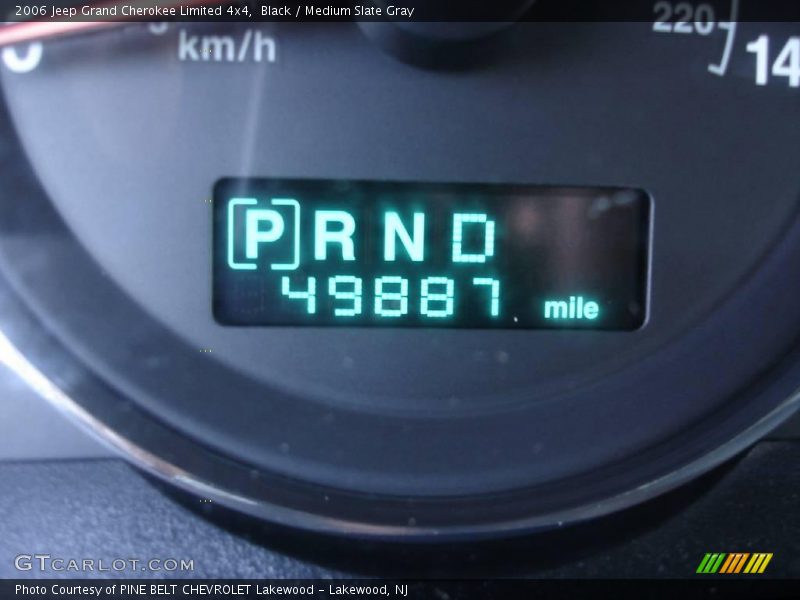 2006 Jeep Grand Cherokee Limited 4x4,  Black / Medium Slate Gray
0 km/h 220 14
[P] R N D
49887 mile
GTCARLOT.COM
Photo Courtesy of PINE BELT CHEVROLET Lakewood - Lakewood, NJ